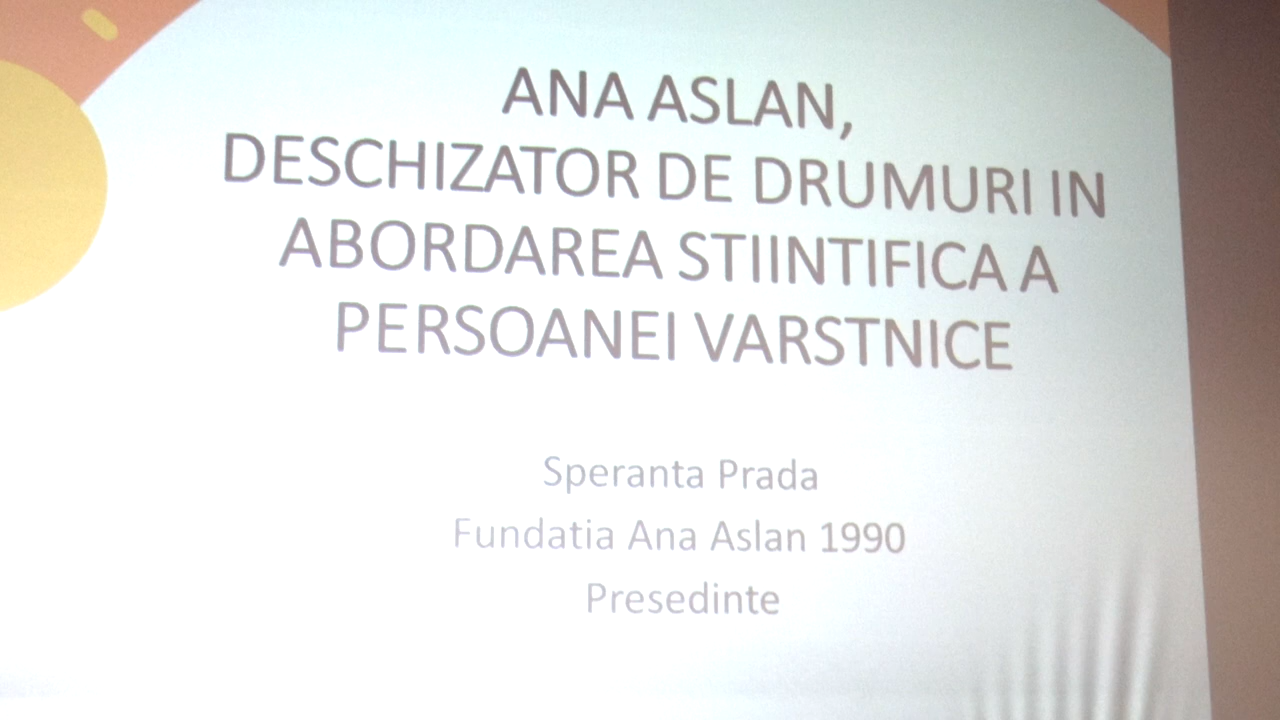 ANA ASLAN,
DESCHIZATOR DE DRUMURI IN
ABORDAREA STIINTIFICA A
PERSOANEI VARSTNICE
Speranta Prada
Fundatia Ana Aslan 1990
Presedinte